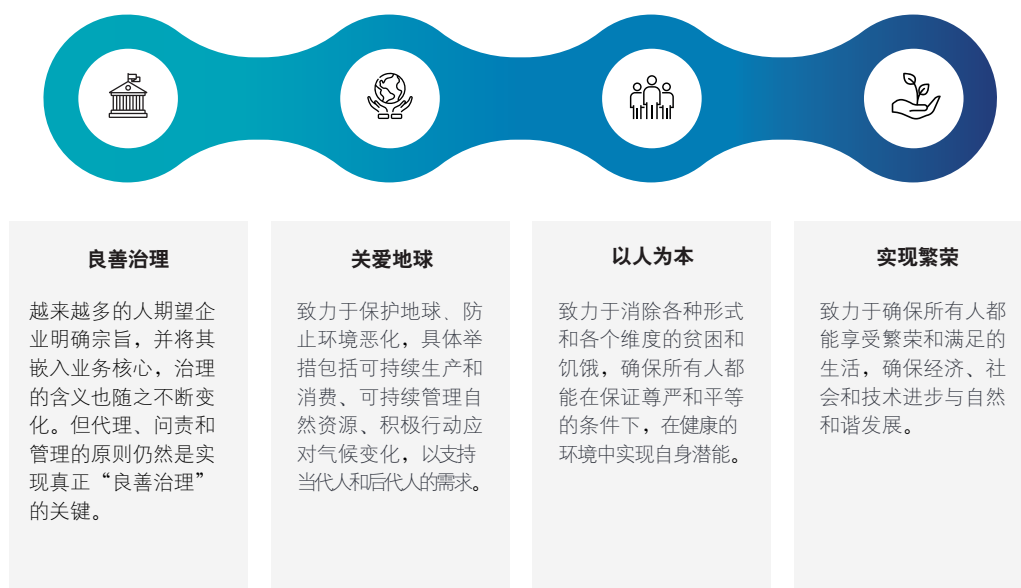 良善治理
越来越多的人期望企
业明确宗旨，并将其
嵌入业务核心，治理
的含义也随之不断变
化。但代理、问责和
管理的原则仍然是实
现真正“良善治理”
的关键。
关爱地球
致力于保护地球、防
止环境恶化，具体举
措包括可持续生产和
消费、可持续管理自
然资源、积极行动应
对气候变化，以支持
当代人和后代人的需求。
以人为本
致力于消除各种形式
和各个维度的贫困和
饥饿，确保所有人都
能在保证尊严和平等
的条件下，在健康的
环境中实现自身潜能。
实现繁荣
致力于确保所有人都
能享受繁荣和满足的
生活，确保经济、社
会和技术进步与自然
和谐发展。